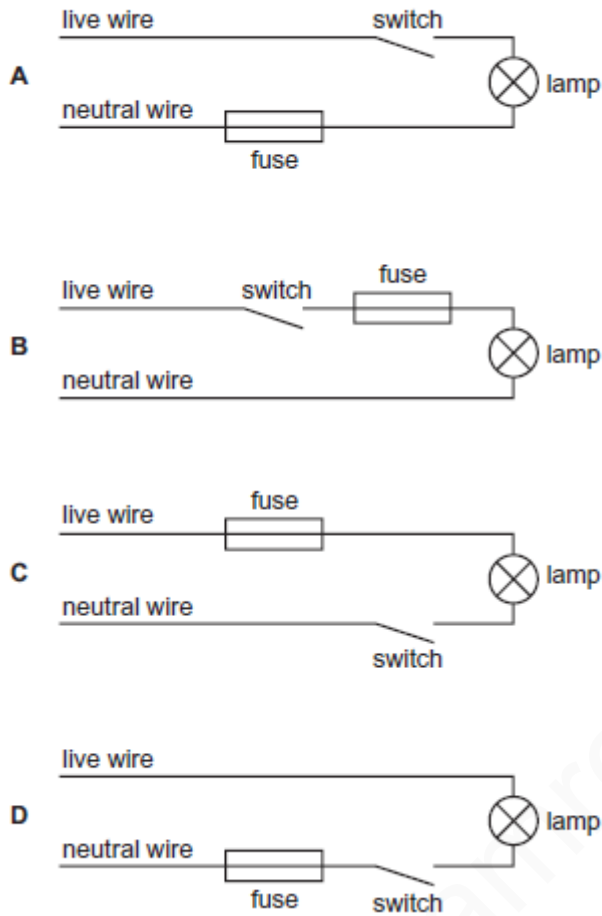 live wire switch
A
lamp
neutral wire
fuse
fuse
live wire switch
B
lamp
neutral wire
fuse
live wire
C
lamp
neutral wire
switch
live wire
D
lamp
neutral wire
fuse switch